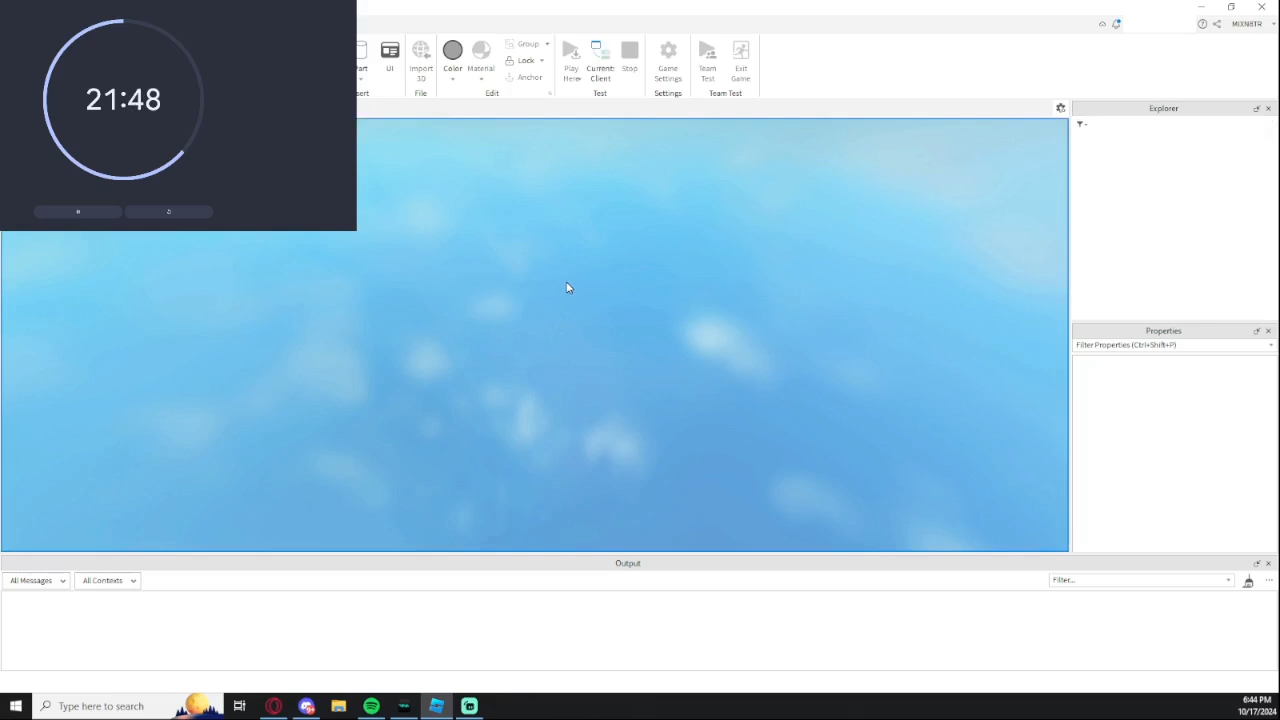 21:48
MIXNBTR
Part
UI
Import
3D
Color
Material
Group
Lock
Anchor
Play
Here
Current:
Client
Stop
Game
Settings
Team
Test
Exit
Game
File
Edit
Test
Settings
Team Test
Explorer
Properties
Filter Properties (Ctrl+Shift+P)
Output
All Messages
All Contexts
Filter...
Type here to search
6:44 PM
10/17/2024